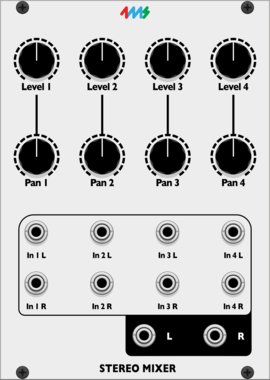 4MS
Level 1 Level 2 Level 3 Level 4
Pan 1 Pan 2 Pan 3 Pan 4
In 1 L In 2 L In 3 L In 4 L
In 1 R In 2 R In 3 R In 4 R
L R
STEREO MIXER